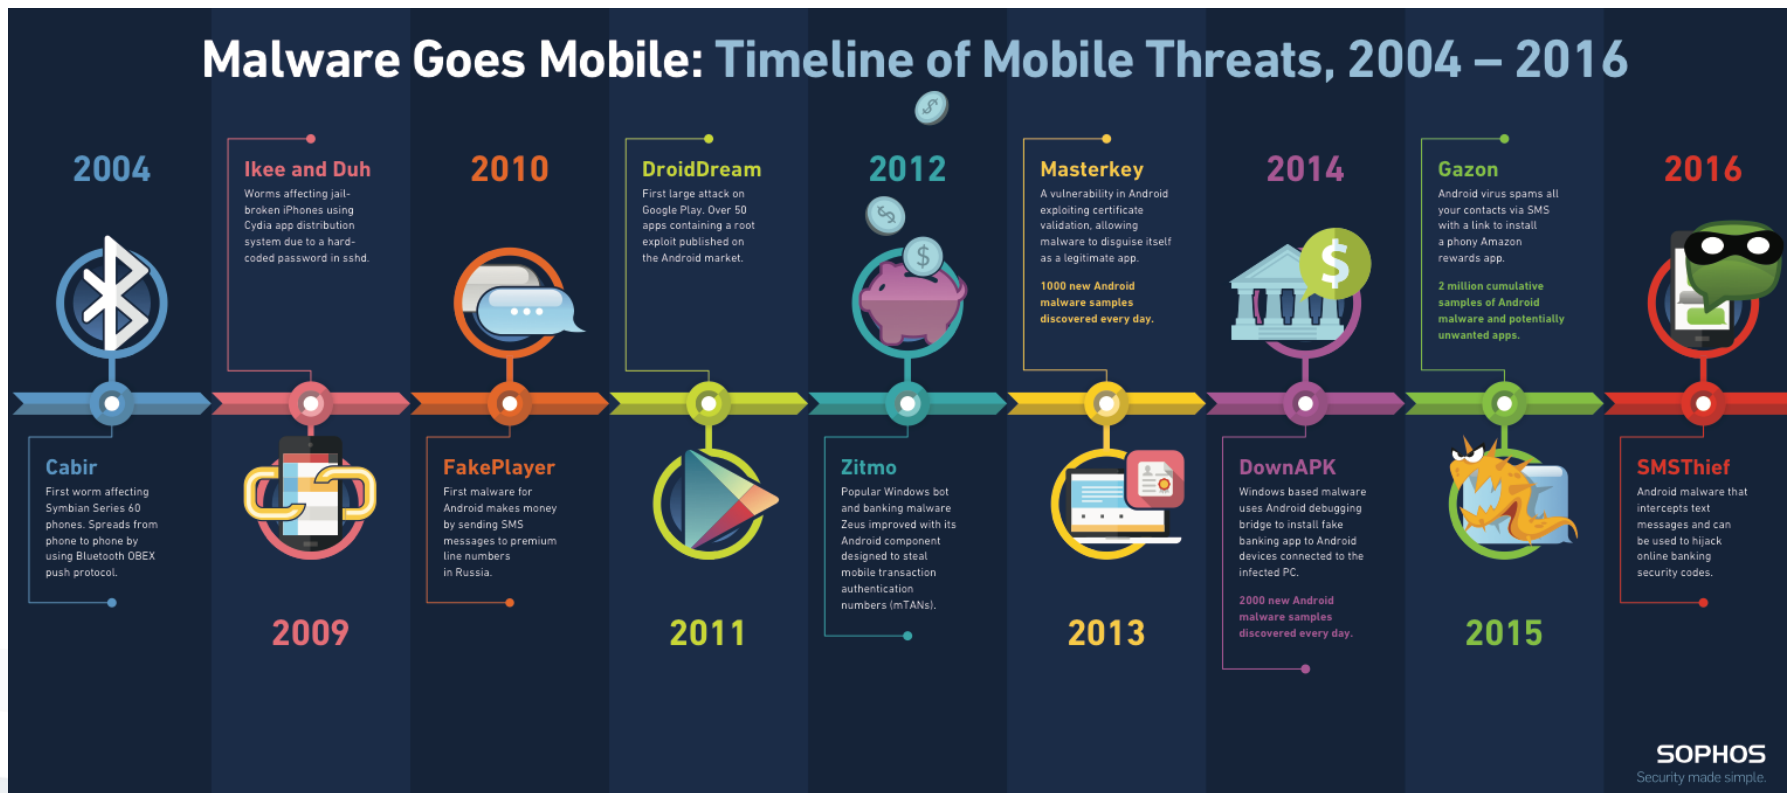 Malware Goes Mobile: Timeline of Mobile Threats, 2004 – 2016
2004
Cabir
First worm affecting
Symbian Series 60
phones. Spreads from
phone to phone by
using Bluetooth OBEX
push protocol.
Ikee and Duh
Worms affecting jail-
broken iPhones using
Cydia app distribution
system due to a hard-
coded password in sshd.
2009
2010
FakePlayer
First malware for
Android makes money
by sending SMS
messages to premium
line numbers
in Russia.
DroidDream
First large attack on
Google Play. Over 50
apps containing a root
exploit published on
the Android market.
2011
2012
Zitmo
Popular Windows bot
and banking malware
Zeus improved with its
Android component
designed to steal
mobile transaction
authentication
numbers (mTANs).
Masterkey
A vulnerability in Android
exploiting certificate
validation, allowing
malware to disguise itself
as a legitimate app.
1000 new Android
malware samples
discovered every day.
2013
2014
DownAPK
Windows based malware
uses Android debugging
bridge to install fake
banking app to Android
devices connected to the
infected PC.
2000 new Android
malware samples
discovered every day.
Gazon
Android virus spams all
your contacts via SMS
with a link to install
a phony Amazon
rewards app.
2 million cumulative
samples of Android
malware and potentially
unwanted apps.
2015
2016
SMSThief
Android malware that
intercepts text
messages and can
be used to hijack
online banking
security codes.
$
$
$
$
SOPHOS
Security made simple.